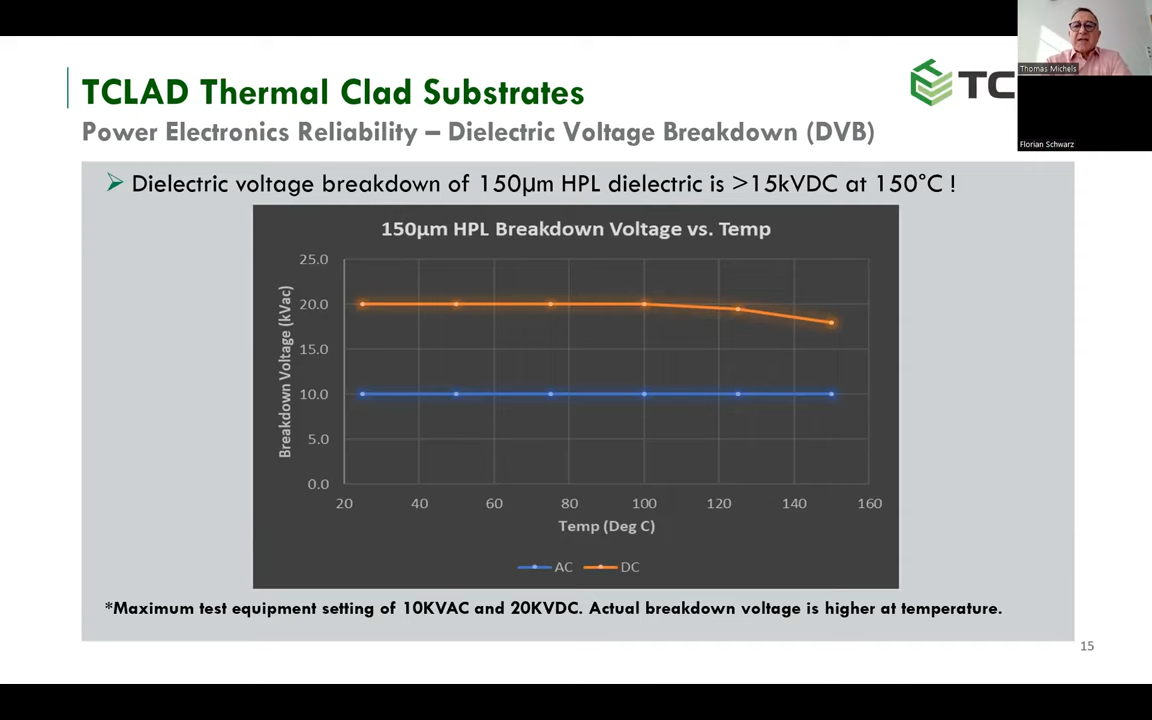 TCLAD Thermal Clad Substrates
Power Electronics Reliability – Dielectric Voltage Breakdown (DVB)
TC
Thomas Michels
Florian Schwarz
Dielectric voltage breakdown of 150µm HPL dielectric is >15kVDC at 150°C !
150µm HPL Breakdown Voltage vs. Temp
Breakdown Voltage (kVac)
25.0
20.0
15.0
10.0
5.0
0.0
20 40 60 80 100 120 140 160
Temp (Deg C)
AC DC
*Maximum test equipment setting of 10KVAC and 20KVDC. Actual breakdown voltage is higher at temperature.
15